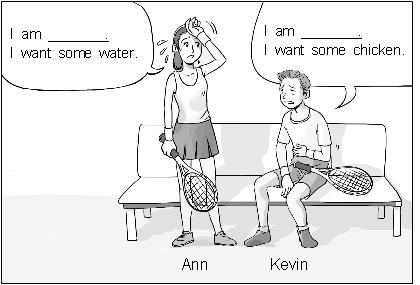 I am ________.
I want some water.
I am ________.
I want some chicken.
Ann
Kevin